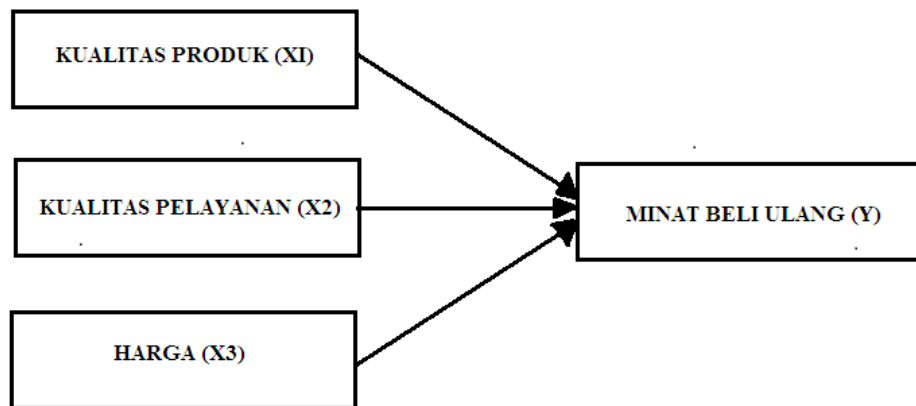 KUALITAS PRODUK (XI)
KUALITAS PELAYANAN (X2)
MINAT BELI ULANG (Y)
HARGA (X3)